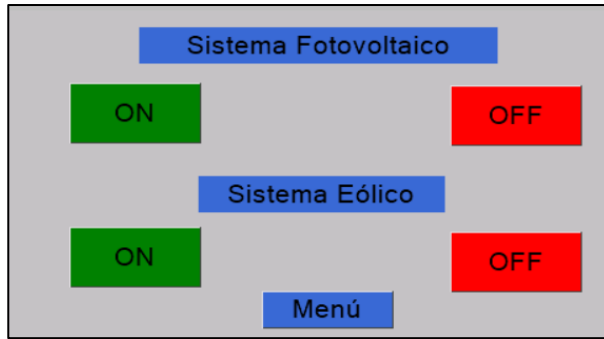 Sistema Fotovoltaico
ON
OFF
Sistema Eólico
ON
OFF
Menú